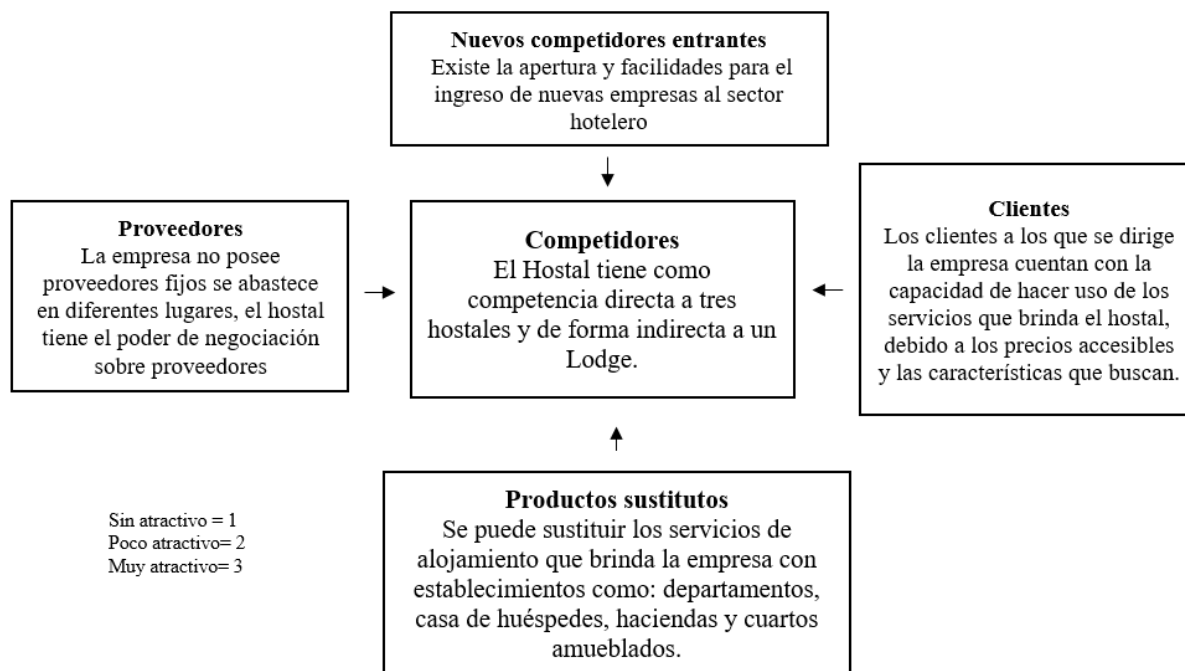 Nuevos competidores entrantes
Existe la apertura y facilidades para el
ingreso de nuevas empresas al sector
hotelero
Proveedores
La empresa no posee
proveedores fijos se abastece
en diferentes lugares, el hostal
tiene el poder de negociación
sobre proveedores
Competidores
El Hostal tiene como
competencia directa a tres
hostales y de forma indirecta a un
Lodge.
Clientes
Los clientes a los que se dirige
la empresa cuentan con la
capacidad de hacer uso de los
servicios que brinda el hostal,
debido a los precios accesibles
y las características que buscan.
Sin atractivo = 1
Poco atractivo= 2
Muy atractivo= 3
Productos sustitutos
Se puede sustituir los servicios de
alojamiento que brinda la empresa con
establecimientos como: departamentos,
casa de huéspedes, haciendas y cuartos
amueblados.